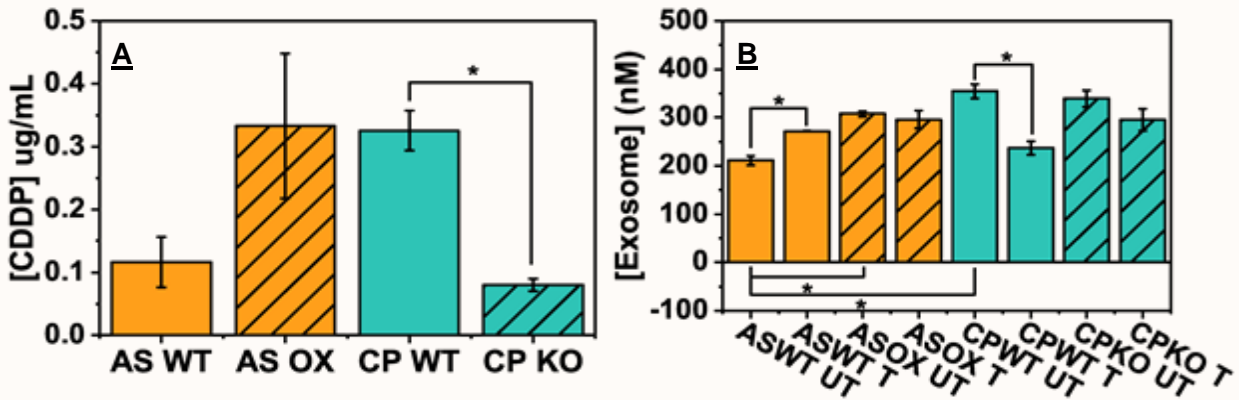 A
[CDDP] ug/mL
0.5
0.4
0.3
0.2
0.1
0.0
*
AS WT
AS OX
CP WT
CP KO
B
[Exosome] (nM)
500
400
300
200
100
0
-100
*
*
*
*
ASWT UT
ASWT T
ASOX UT
ASOX T
CPWT UT
CPWT T
CPKO UT
CPKO T